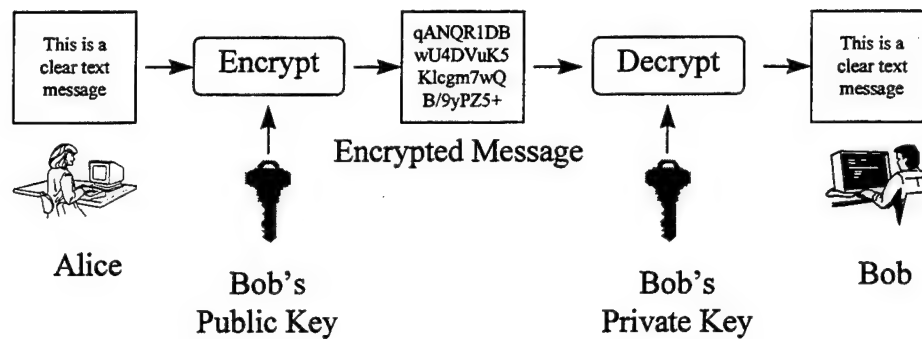 This is a
clear text
message
Encrypt
qANQR1DB
wU4DVuK5
Klcgm7wQ
B/9yPZ5+
Decrypt
This is a
clear text
message
Encrypted Message
Alice
Bob's
Public Key
Bob's
Private Key
Bob